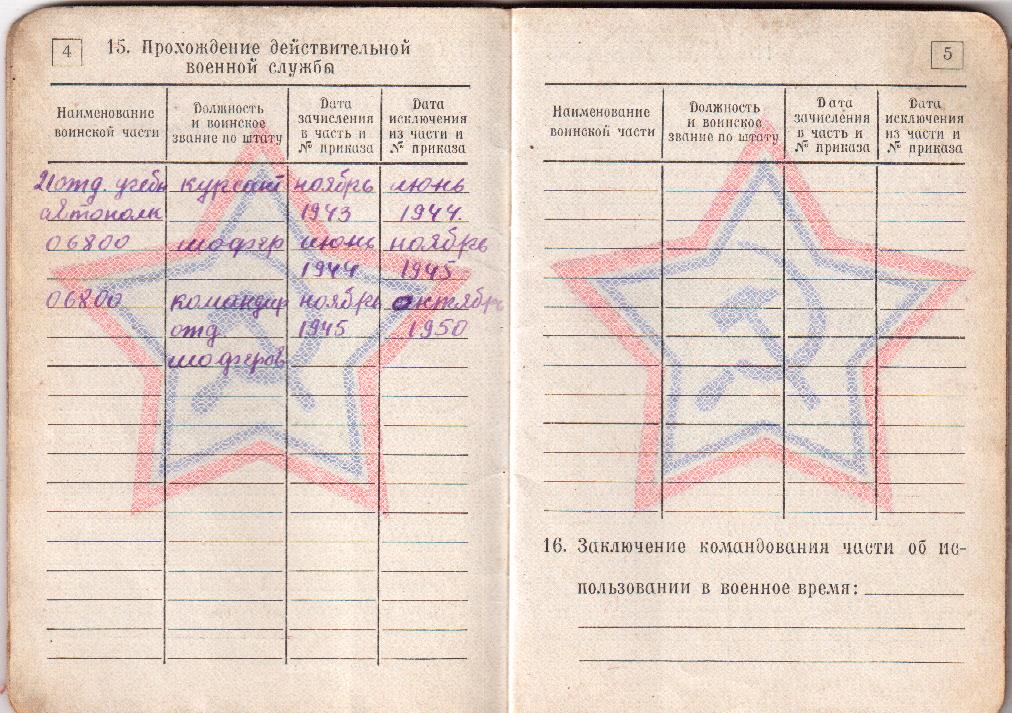 4
15. Прохождение действительной
военной службы
Наименование
воинской части
Должность
и воинское
звание по штату
Дата
зачисления
в часть и
№ приказа
Дата
исключения
из части и
№ приказа
21 отд. учебн курсант ноябрь июнь
автополк 1943 1944
06800 шофер июнь ноябрь
1944 1945
06800 командир ноябрь октябрь
отд 1945 1950
шоферов
5
Наименование
воинской части
Должность
и воинское
звание по штату
Дата
зачисления
в часть и
№ приказа
Дата
исключения
из части и
№ приказа
16. Заключение командования части об ис-
пользовании в военное время: